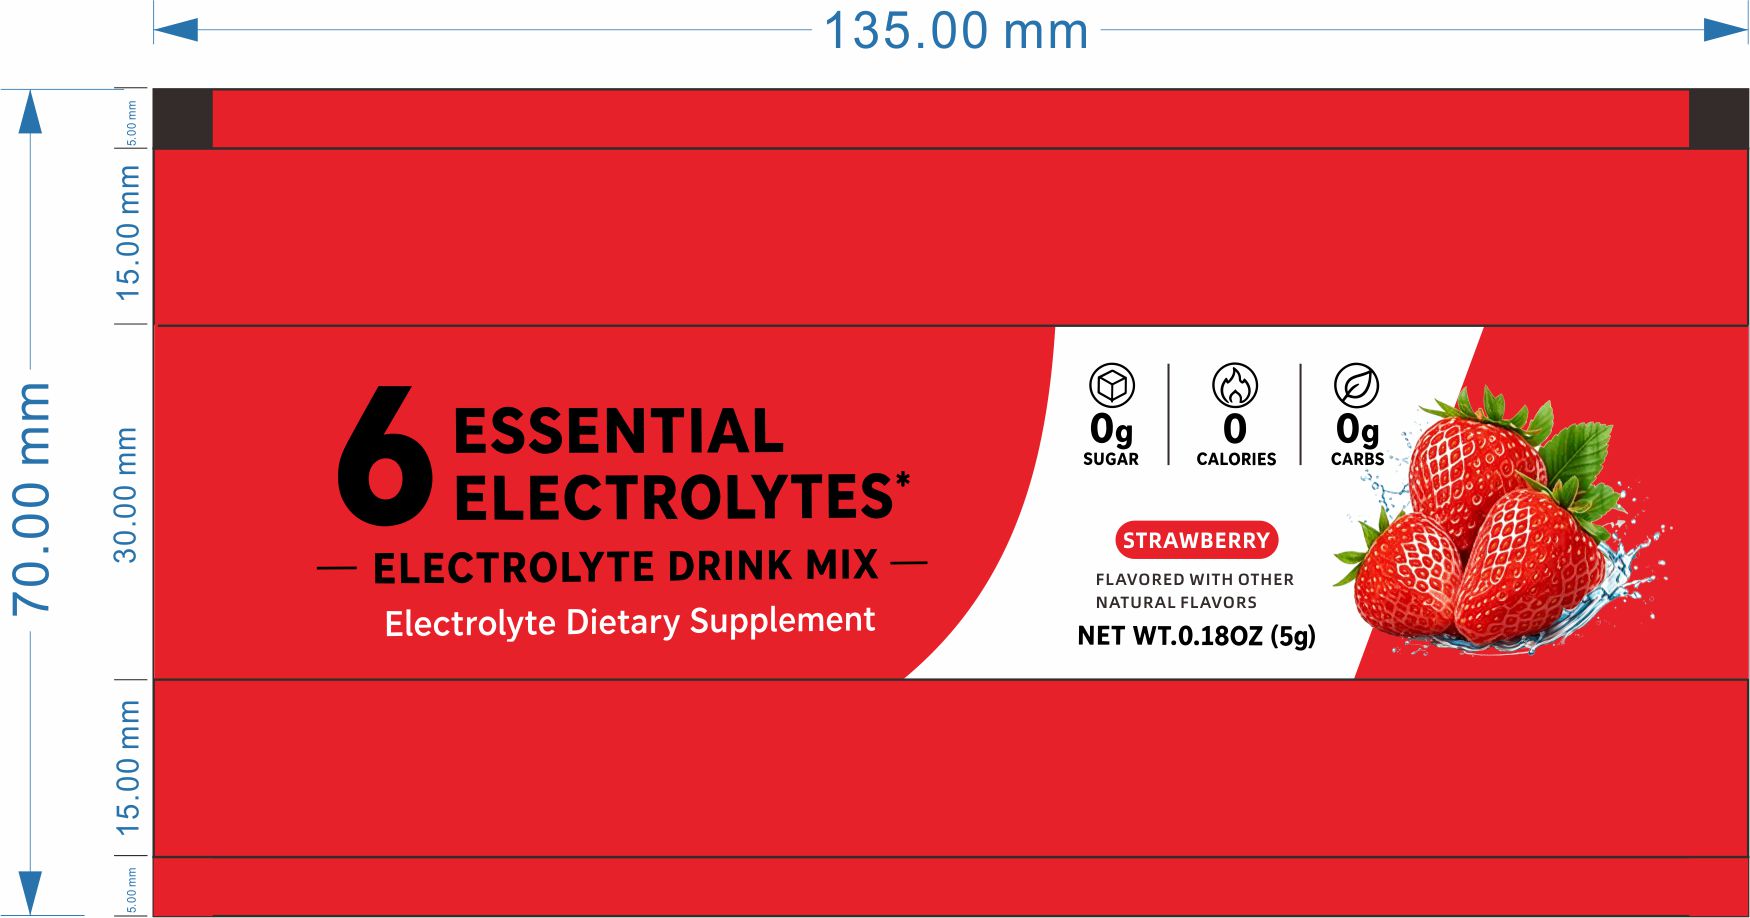 135.00 mm
70.00 mm
5.00 mm
15.00 mm
30.00 mm
15.00 mm
5.00 mm
6 ESSENTIAL
ELECTROLYTES*
ELECTROLYTE DRINK MIX
Electrolyte Dietary Supplement
0g
SUGAR
0
CALORIES
0g
CARBS
STRAWBERRY
FLAVORED WITH OTHER
NATURAL FLAVORS
NET WT.0.18OZ (5g)